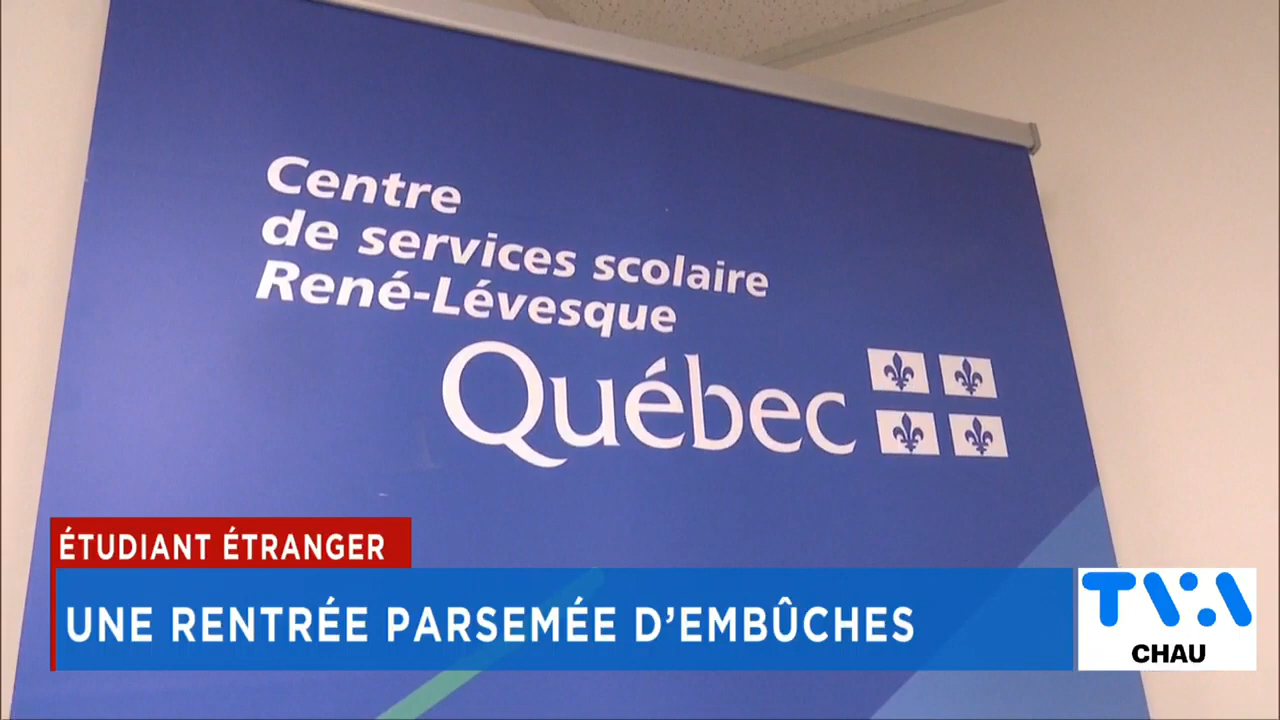 Centre
de services scolaire
René-Lévesque
Québec
ÉTUDIANT ÉTRANGER
UNE RENTRÉE PARSEMÉE D'EMBÛCHES
TVA
CHAU